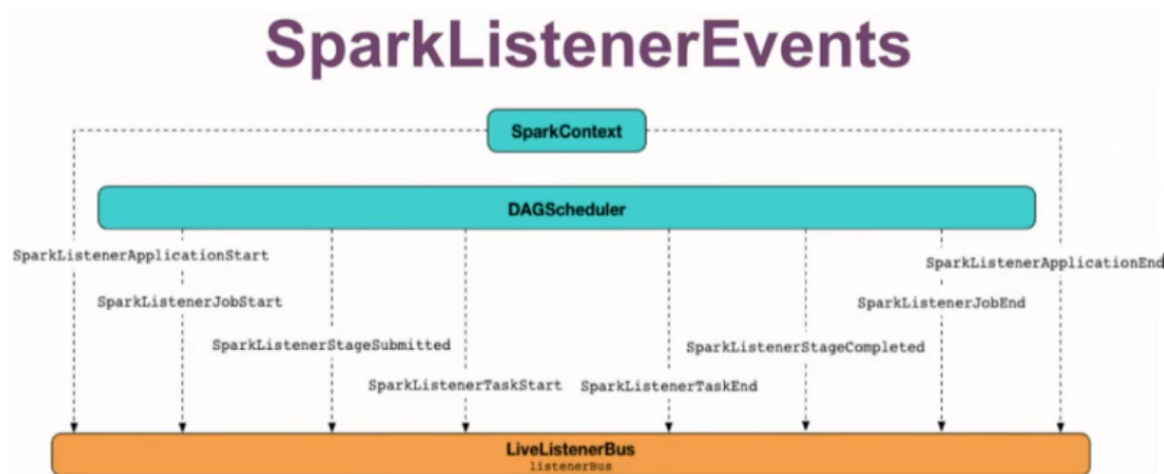 SparkListenerEvents
SparkContext
DAGScheduler
SparkListenerApplicationStart
SparkListenerApplicationEnd
SparkListenerJobStart
SparkListenerJobEnd
SparkListenerStageSubmitted
SparkListenerStageCompleted
SparkListenerTaskStart
SparkListenerTaskEnd
LiveListenerBus
listenerBus